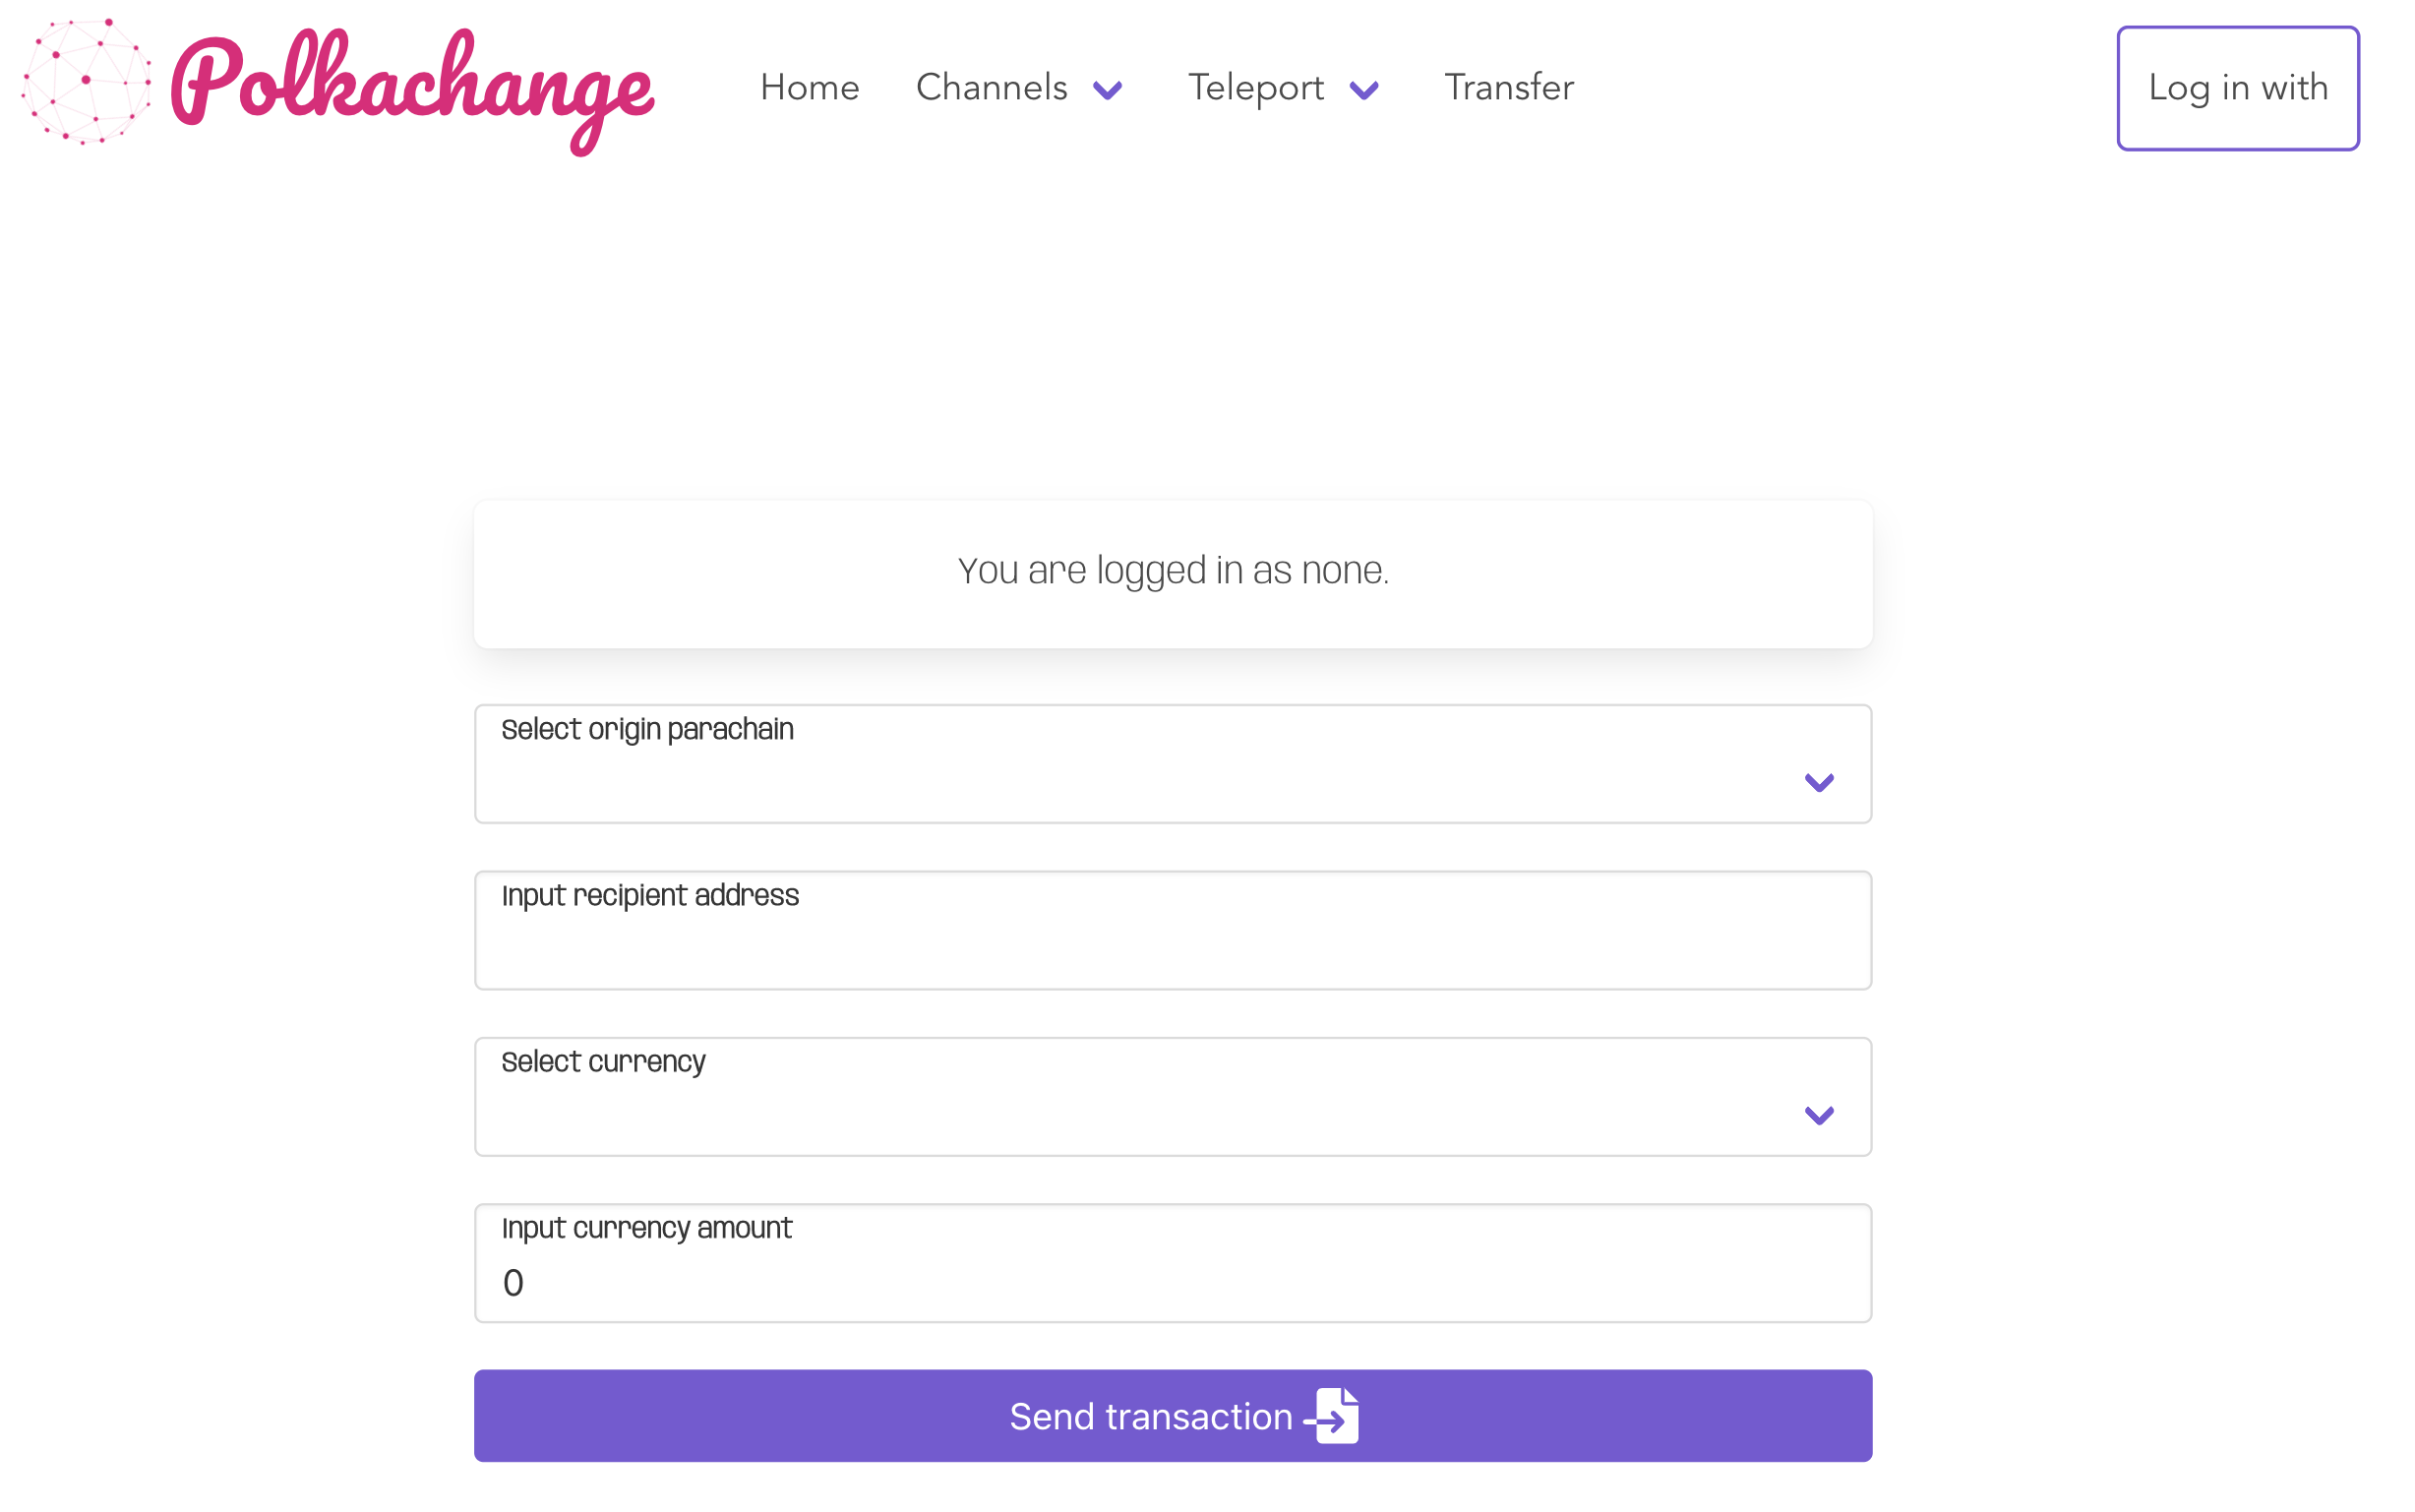 Polkachange
Home Channels Teleport Transfer Log in with
You are logged in as none.
Select origin parachain
Input recipient address
Select currency
Input currency amount
0
Send transaction